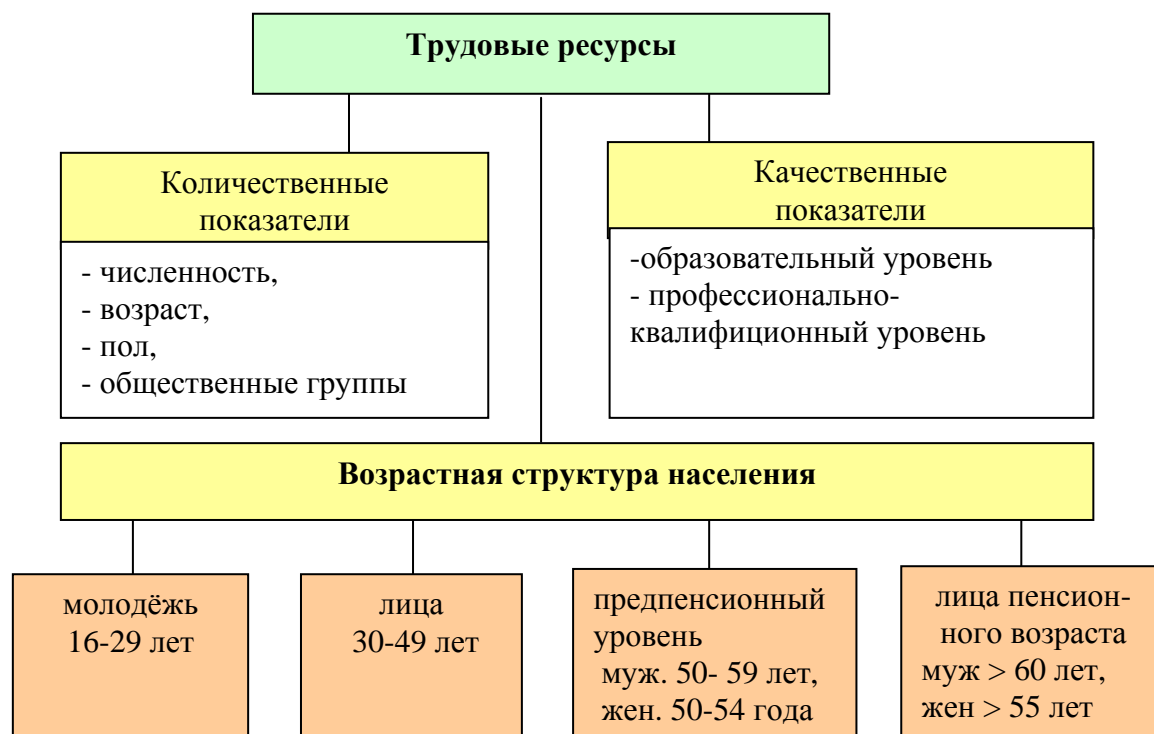 Трудовые ресурсы
Количественные
показатели
- численность,
- возраст,
- пол,
- общественные группы
Качественные
показатели
-образовательный уровень
- профессионально-
квалифиционный уровень
Возрастная структура населения
молодёжь
16-29 лет
лица
30-49 лет
предпенсионный
уровень
муж. 50- 59 лет,
жен. 50-54 года
лица пенсион-
ного возраста
муж > 60 лет,
жен > 55 лет